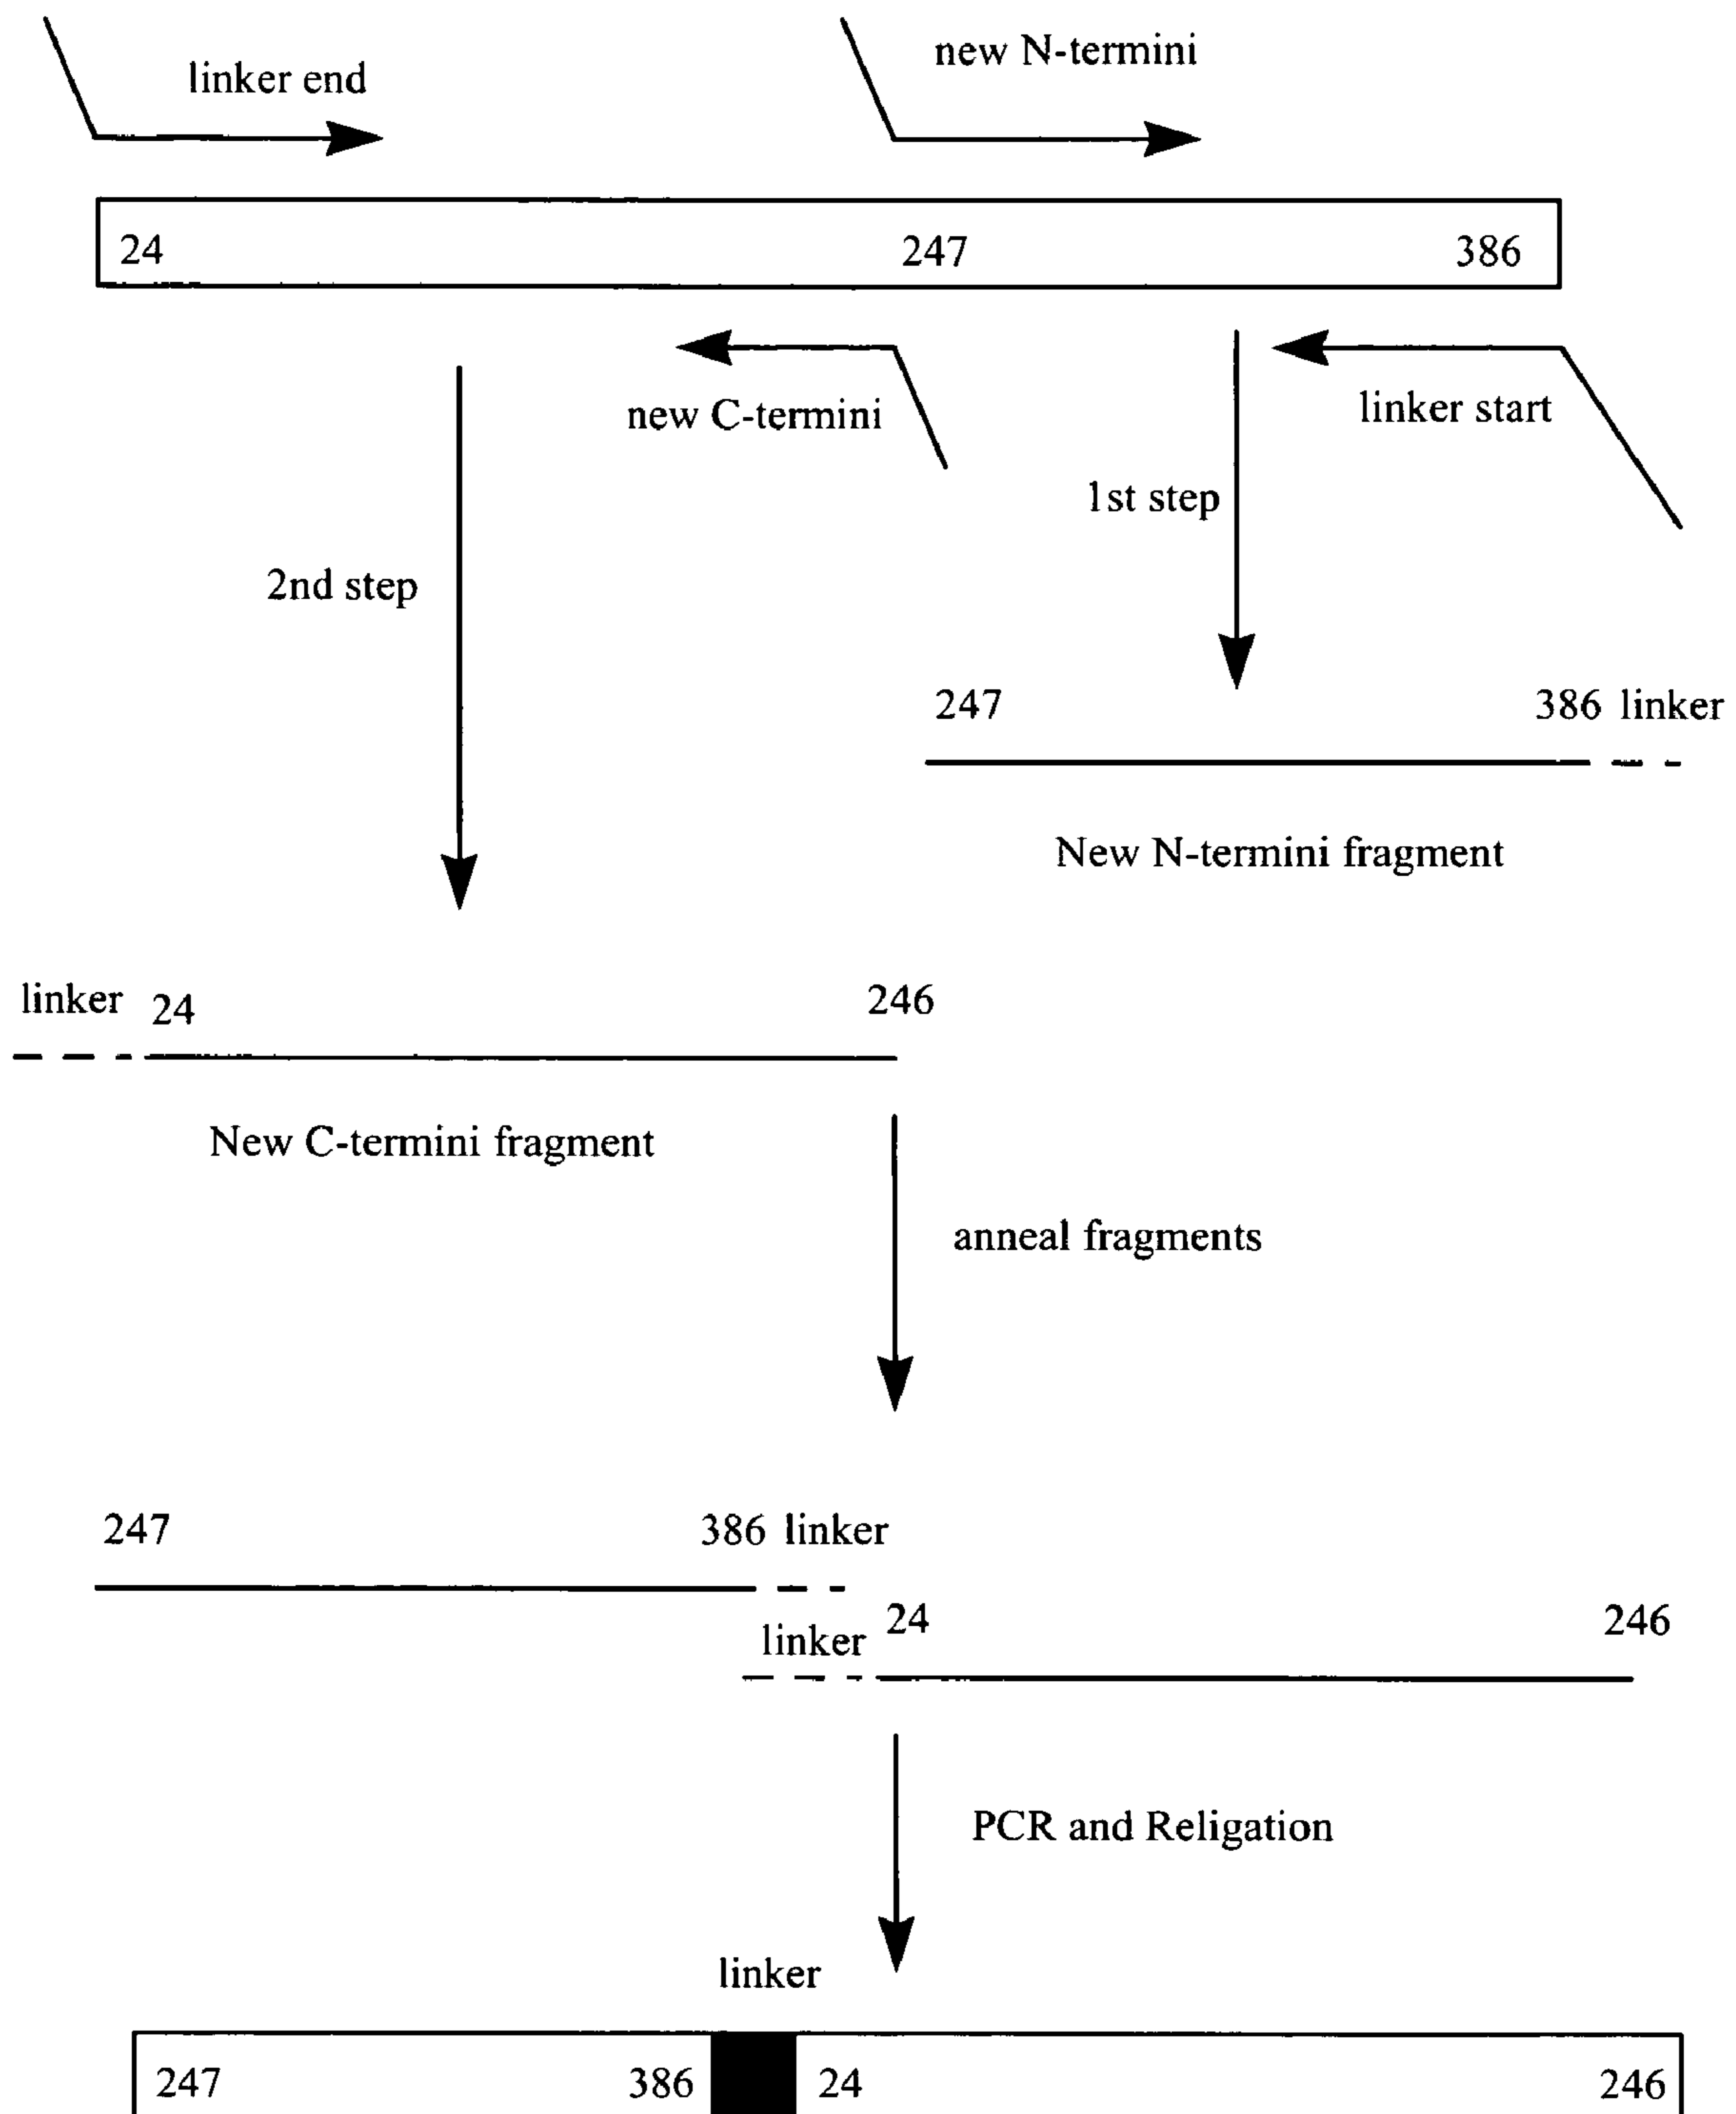 linker end
new N-termini
24 247 386
new C-termini
linker start
1st step
2nd step
247 386 linker
New N-termini fragment
linker 24 246
New C-termini fragment
anneal fragments
247 386 linker
linker 24 246
PCR and Religation
linker
247 386 24 246